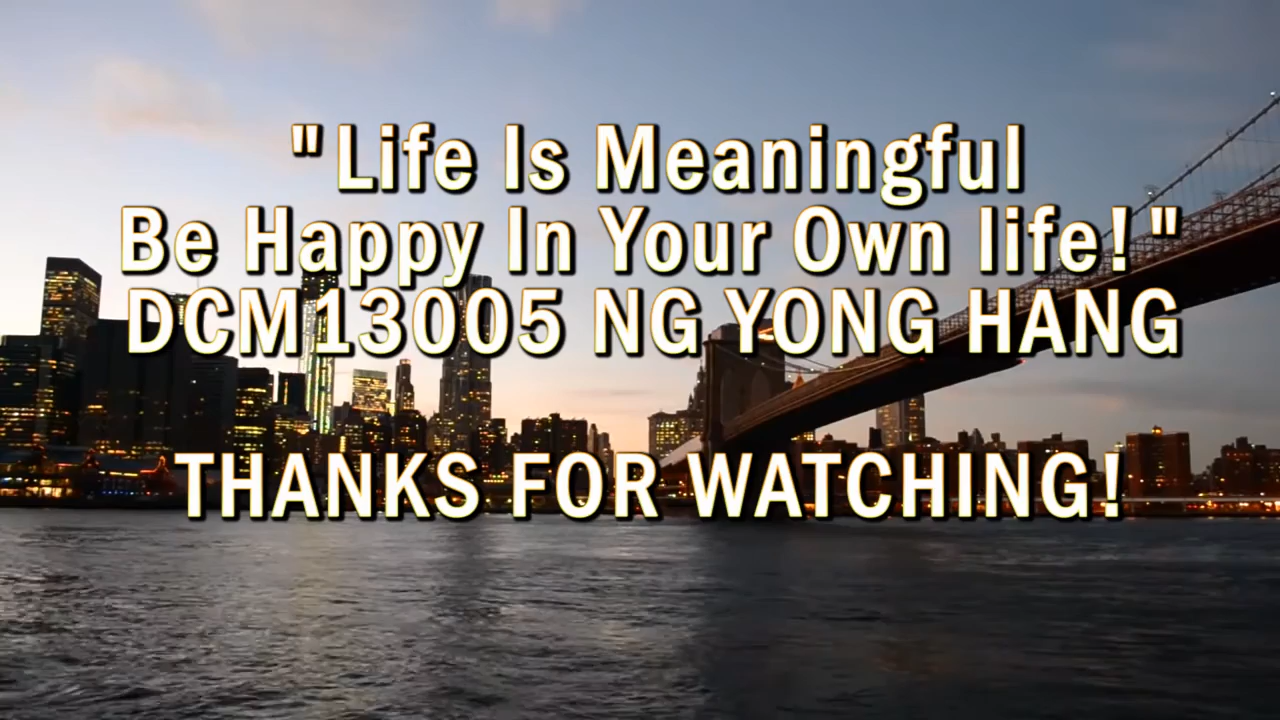 "Life Is Meaningful
Be Happy In Your Own life!"
DCM13005 NG YONG HANG
THANKS FOR WATCHING!